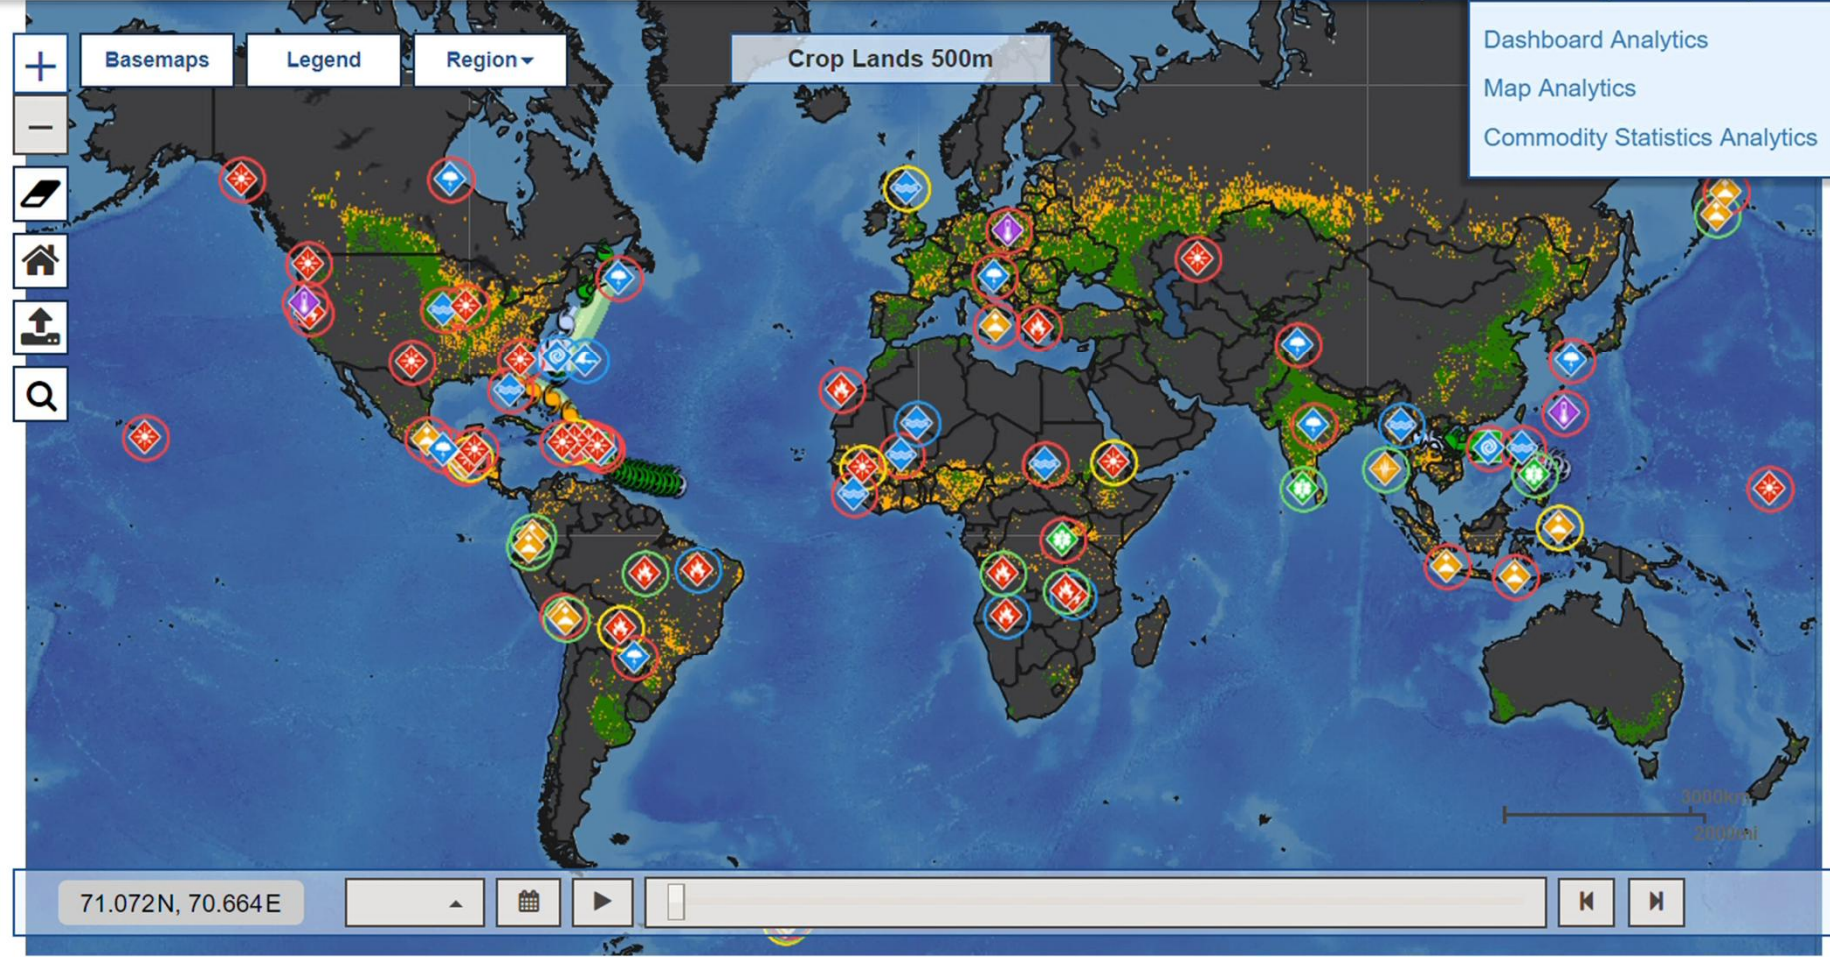 Dashboard Analytics
Basemaps
Legend
Region
Crop Lands 500m
Map Analytics
Commodity Statistics Analytics
3000km
2000mi
71.072N, 70.664E